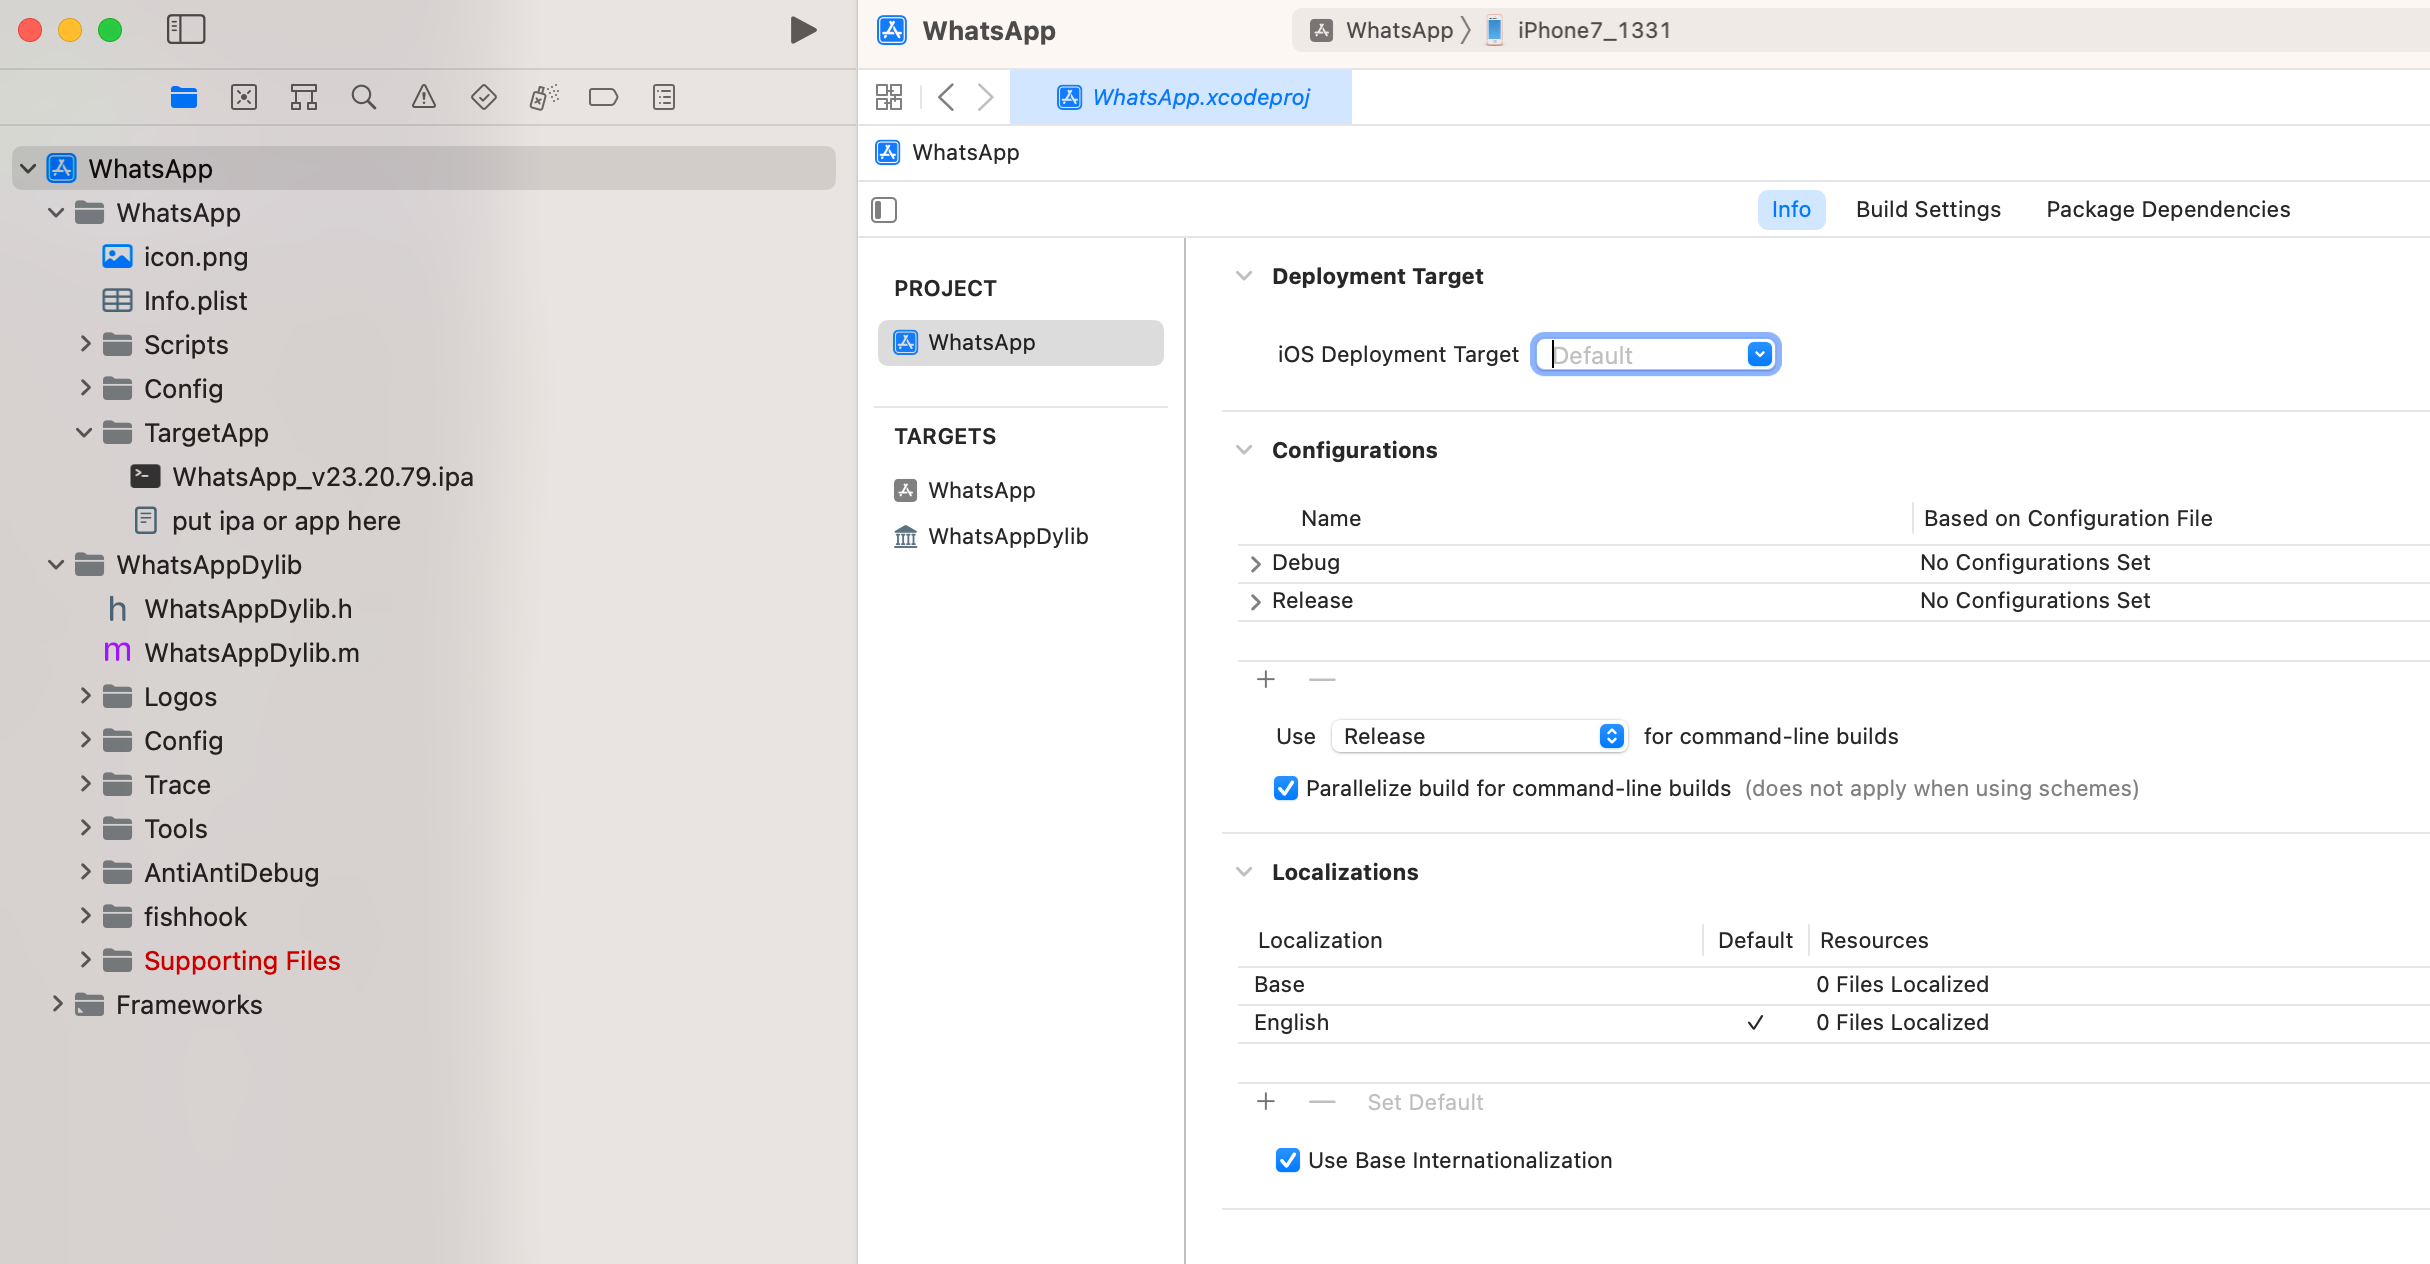 WhatsApp
WhatsApp
iPhone7_1331
WhatsApp.xcodeproj
WhatsApp
Info
Build Settings
Package Dependencies
WhatsApp
WhatsApp
icon.png
Info.plist
Scripts
Config
TargetApp
WhatsApp_v23.20.79.ipa
put ipa or app here
WhatsAppDylib
h WhatsAppDylib.h
m WhatsAppDylib.m
Logos
Config
Trace
Tools
AntiAntiDebug
fishhook
Supporting Files
Frameworks
PROJECT
WhatsApp
TARGETS
WhatsApp
WhatsAppDylib
Deployment Target
iOS Deployment Target Default
Configurations
Name Based on Configuration File
Debug No Configurations Set
Release No Configurations Set
Use Release for command-line builds
Parallelize build for command-line builds (does not apply when using schemes)
Localizations
Localization Default Resources
Base 0 Files Localized
English 0 Files Localized
Set Default
Use Base Internationalization